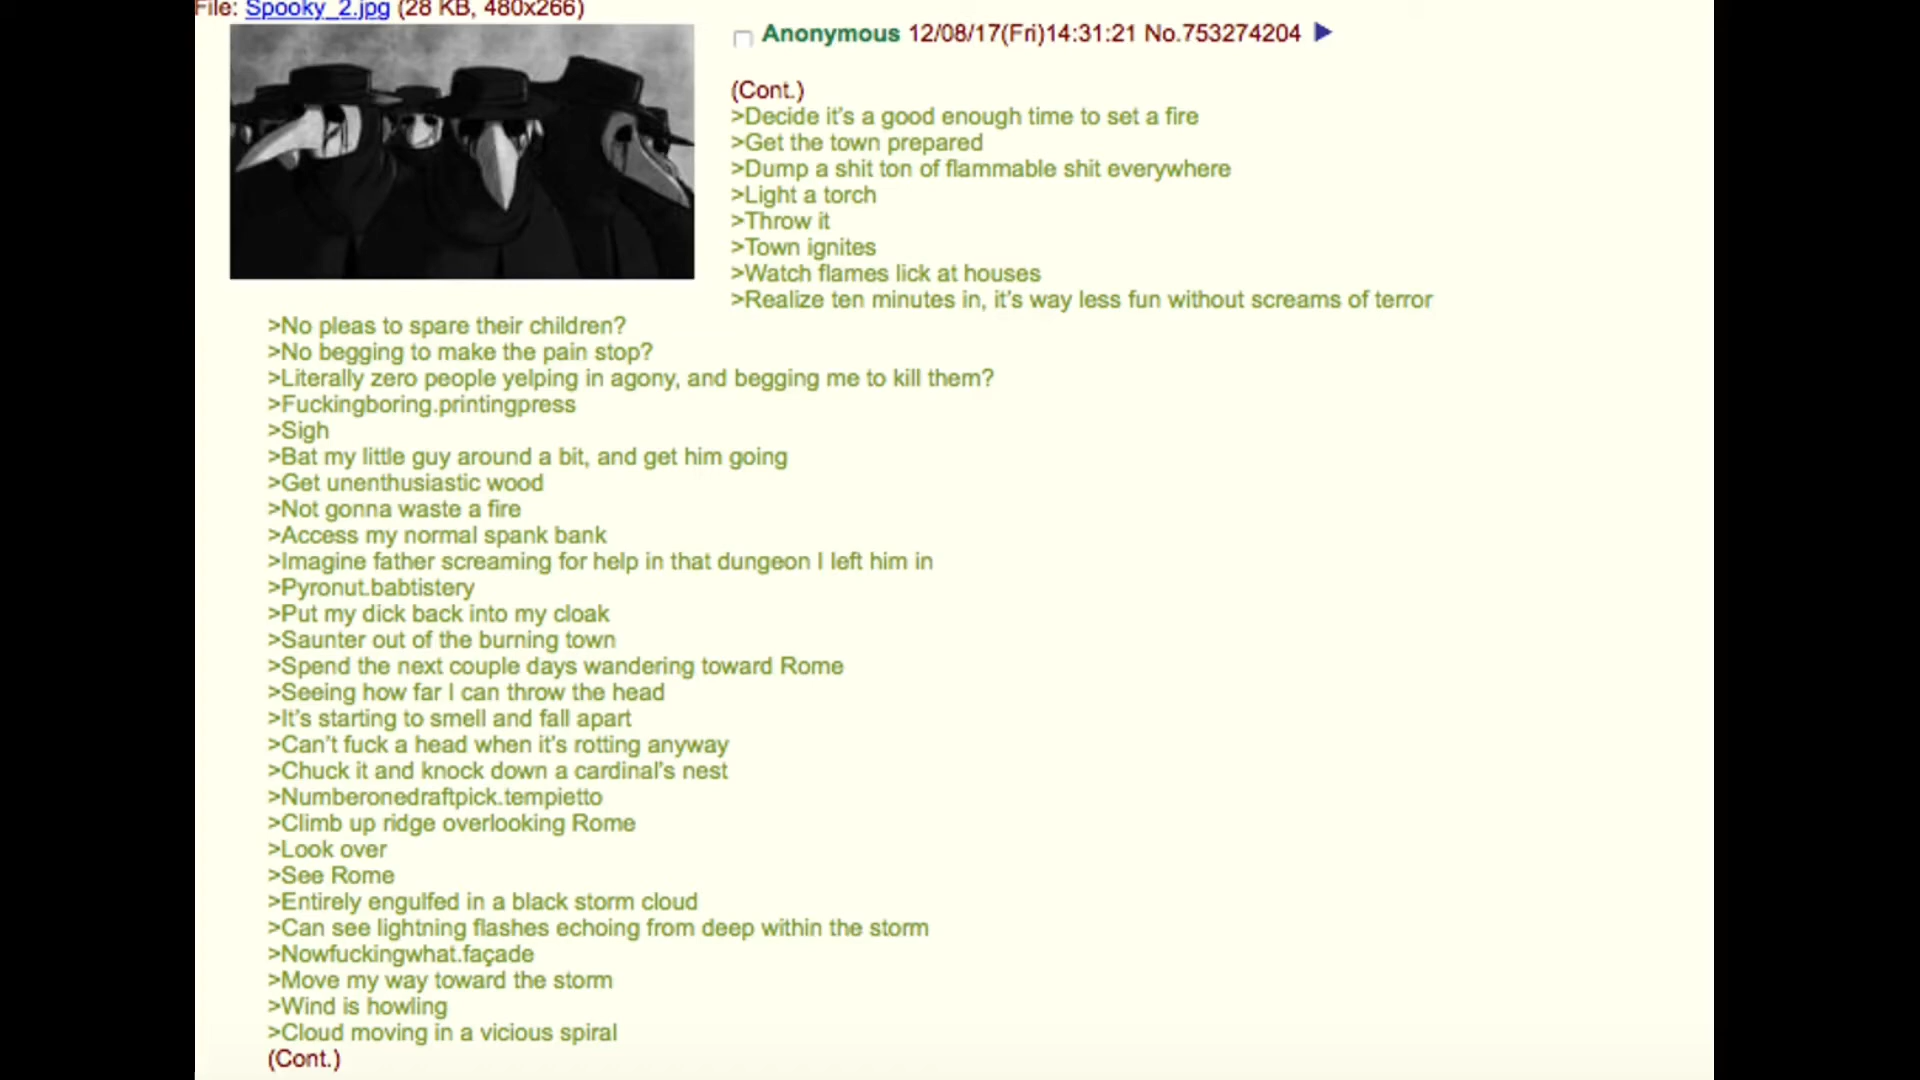 File: Spooky_2.jpg (28 KB, 480x266)
Anonymous 12/08/17(Fri)14:31:21 No.753274204
(Cont.)
>Decide it's a good enough time to set a fire
>Get the town prepared
>Dump a shit ton of flammable shit everywhere
>Light a torch
>Throw it
>Town ignites
>Watch flames lick at houses
>Realize ten minutes in, it's way less fun without screams of terror
>No pleas to spare their children?
>No begging to make the pain stop?
>Literally zero people yelping in agony, and begging me to kill them?
>Fuckingboring.printingpress
>Sigh
>Bat my little guy around a bit, and get him going
>Get unenthusiastic wood
>Not gonna waste a fire
>Access my normal spank bank
>Imagine father screaming for help in that dungeon I left him in
>Pyronut.babtistery
>Put my dick back into my cloak
>Saunter out of the burning town
>Spend the next couple days wandering toward Rome
>Seeing how far I can throw the head
>It's starting to smell and fall apart
>Can't fuck a head when it's rotting anyway
>Chuck it and knock down a cardinal's nest
>Numberonedraftpick.tempietto
>Climb up ridge overlooking Rome
>Look over
>See Rome
>Entirely engulfed in a black storm cloud
>Can see lightning flashes echoing from deep within the storm
>Nowfuckingwhat.façade
>Move my way toward the storm
>Wind is howling
>Cloud moving in a vicious spiral
(Cont.)